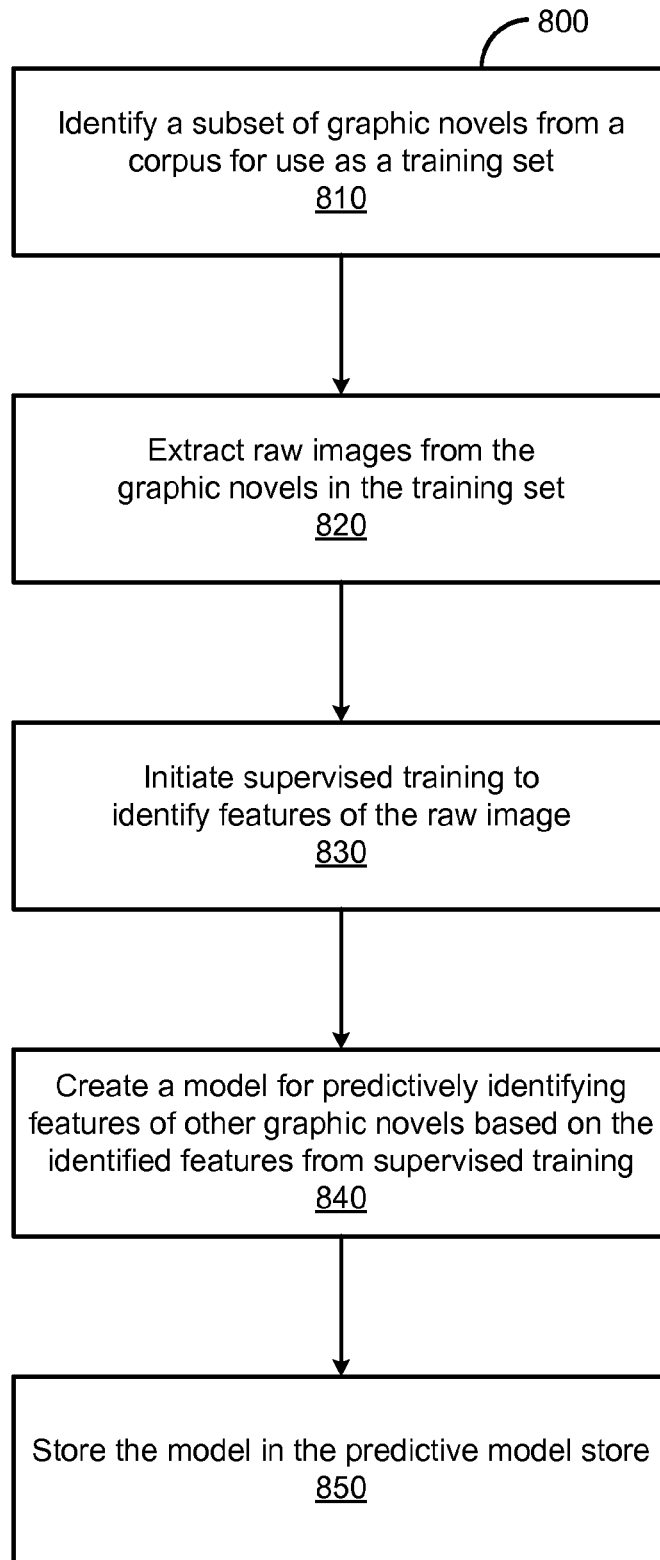 800
Identify a subset of graphic novels from a
corpus for use as a training set
810
Extract raw images from the
graphic novels in the training set
820
Initiate supervised training to
identify features of the raw image
830
Create a model for predictively identifying
features of other graphic novels based on the
identified features from supervised training
840
Store the model in the predictive model store
850